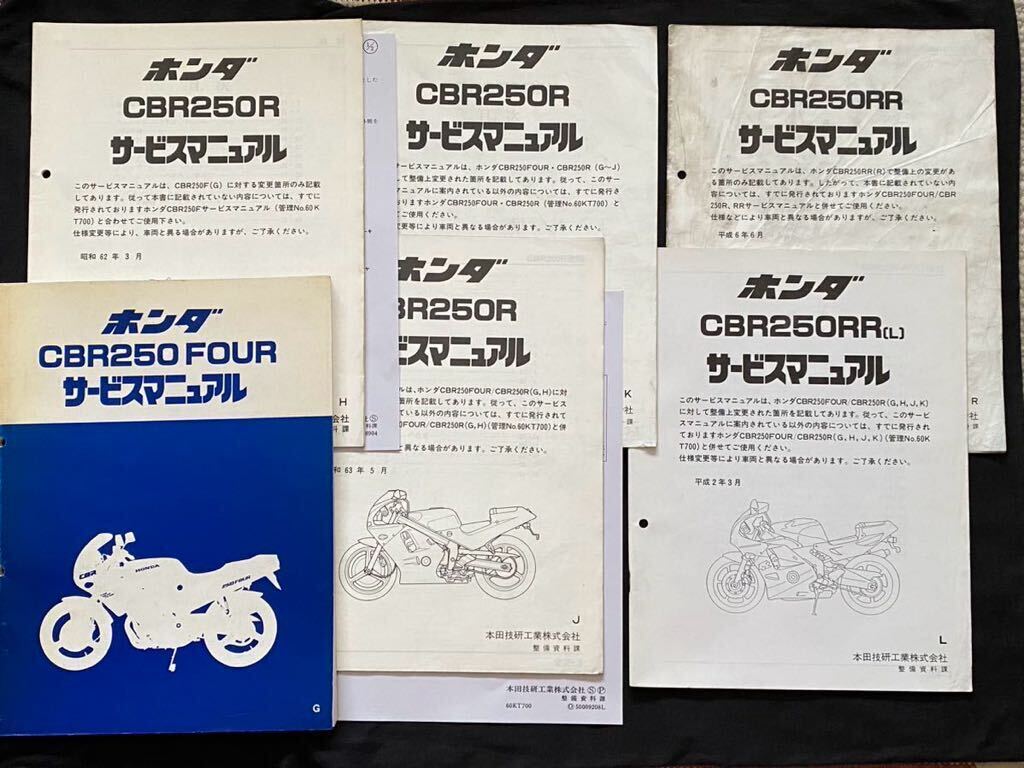 ホンダ
CBR250R
サービスマニュアル
このサービスマニュアルは、CBR250F(G)に対する変更箇所のみ記載
してあります。従って本書に記載されていない内容については、すでに
発行されておりますホンダCBR250Fサービスマニュアル(管理No.60K
T700)と合わせてご使用下さい。
仕様変更等により、車両と異る場合がありますが、ご了承ください。
昭和62年3月
H
ホンダ
CBR250R
サービスマニュアル
ービスマニュアルは、ホンダCBR250FOUR・CBR250R(G〜J)
して整備上変更された箇所を記載してあります。従って、このサー
マニュアルに案内されている以外の内容については、すでに発行さ
おりますホンダCBR250FOUR・CBR250R(管理No.60KT700)と
てご使用ください。
変更等により車両と異なる場合がありますが、ご了承ください。
K
ホンダ
CBR250RR
サービスマニュアル
このサービスマニュアルは、ホンダCBR250RR(R)で整備上の変更があ
る箇所のみ記載してあります。したがって、本書に記載されていない内
容については、すでに発行されておりますホンダCBR250FOUR/CBR
250R、RRサービスマニュアルと併せてご使用ください。
仕様などにより車両と異なる場合がありますが、ご了承ください。
平成6年6月
R
会社
料課
ホンダ
CBR250 FOUR
サービスマニュアル
CBR
HONDA
250FOUR
G
ホンダ
BR250R
ビスマニュアル
ルは、ホンダCBR250FOUR/CBR250R(G,H)に対
箇所を記載してあります。従って、このサービス
ている以外の内容については、すでに発行されて
50FOUR/CBR250R(G,H)(管理No.60KT700)と併
と異なる場合がありますが、ご了承ください。
和63年5月
J
本田技研工業株式会社
整備資料課
ホンダ
CBR250RR(L)
サービスマニュアル
このサービスマニュアルは、ホンダCBR250FOUR/CBR250R(G,H,J,K)
に対して整備上変更された箇所を記載してあります。従って、このサービ
スマニュアルに案内されている以外の内容については、すでに発行されて
おりますホンダCBR250FOUR/CBR250R(G,H,J,K)(管理No.60K
T700)と併せてご使用ください。
仕様変更等により車両と異なる場合がありますが、ご了承ください。
平成2年3月
L
本田技研工業株式会社
整備資料課
本田技研工業株式会社ⓈⓅ
整備資料課
60KT700
Ⓞ50009208L